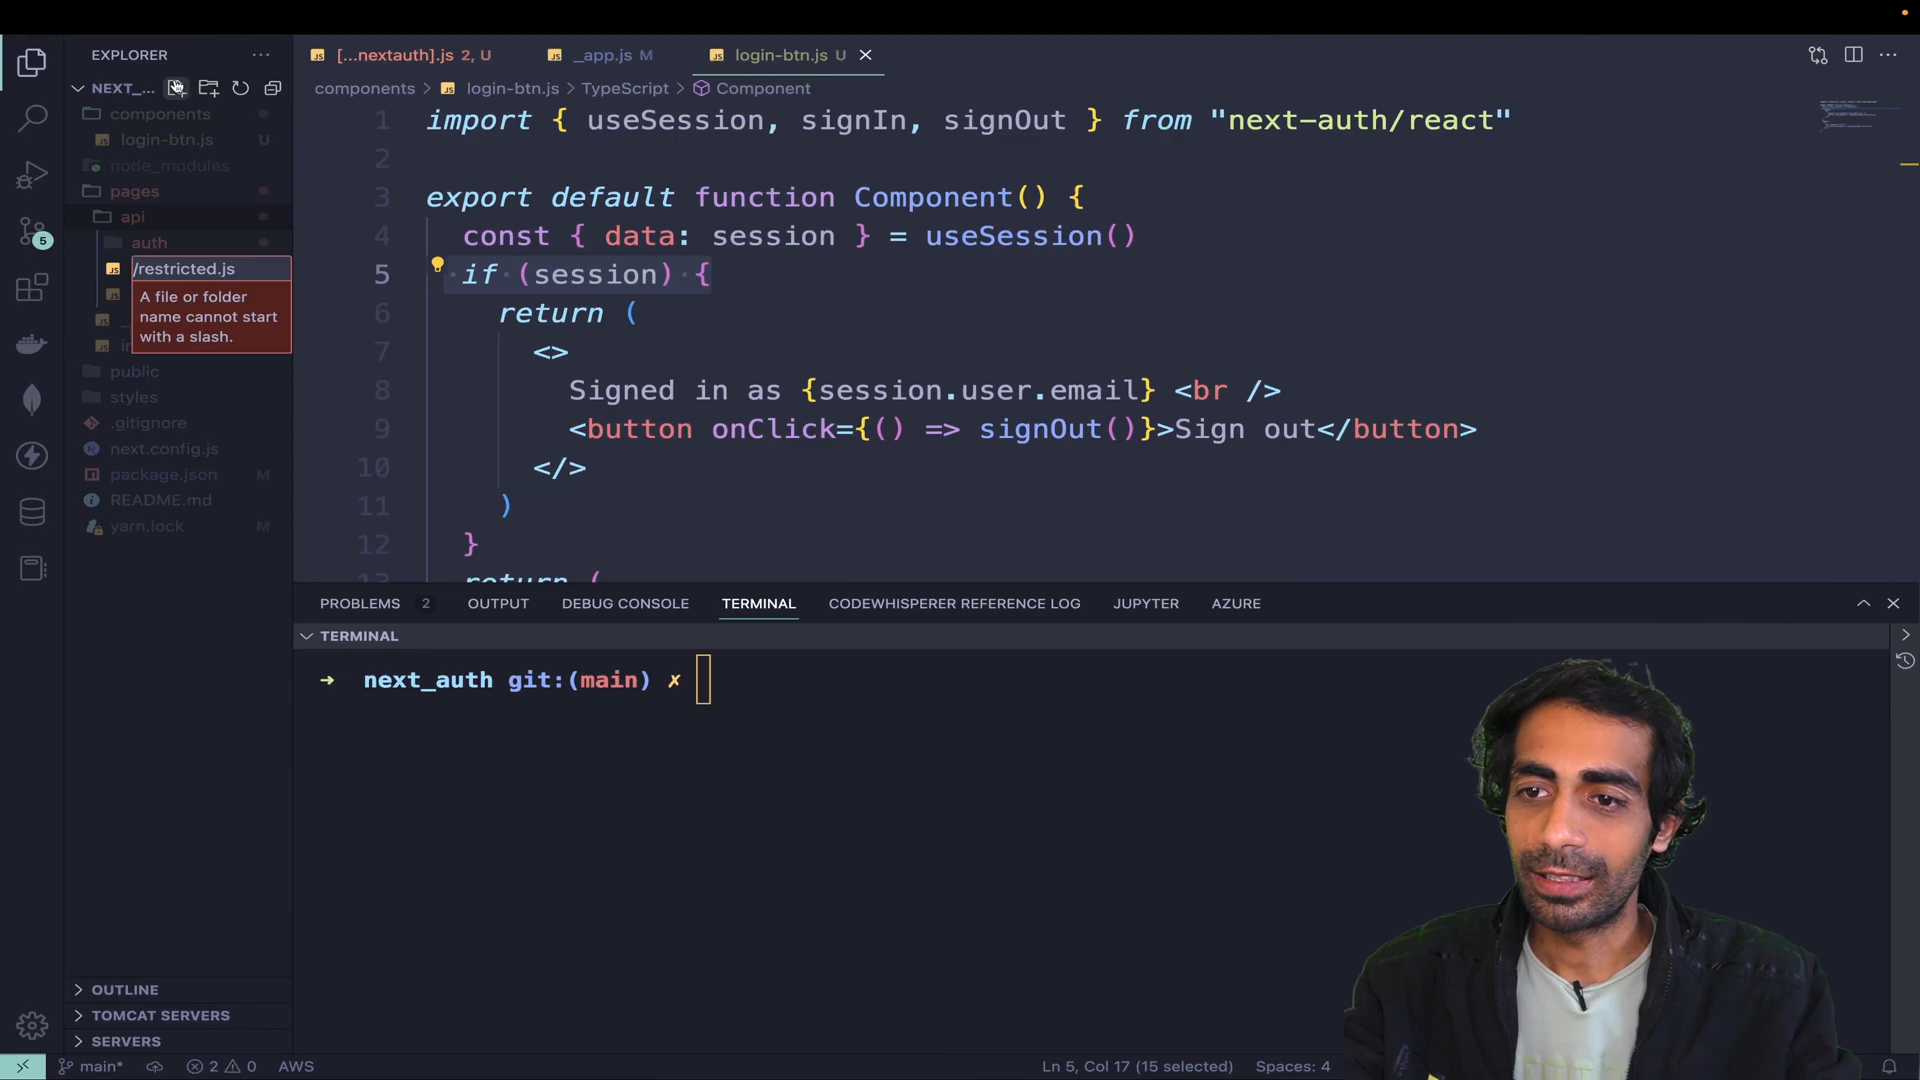 EXPLORER
NEXT_...
components
login-btn.js U
node_modules
pages
api
auth
/restricted.js
A file or folder
name cannot start
with a slash.
public
styles
.gitignore
next.config.js
package.json M
README.md
yarn.lock M
OUTLINE
TOMCAT SERVERS
SERVERS
[...nextauth].js 2, U
_app.js M
login-btn.js U
components > login-btn.js > TypeScript > Component
1 import { useSession, signIn, signOut } from "next-auth/react"
2
3 export default function Component() {
4 const { data: session } = useSession()
5 if (session) {
6 return (
7 <>
8 Signed in as {session.user.email} <br />
9 <button onClick={() => signOut()}>Sign out</button>
10 </>
11 )
12 }
13 return (
PROBLEMS 2 OUTPUT DEBUG CONSOLE TERMINAL CODEWHISPERER REFERENCE LOG JUPYTER AZURE
TERMINAL
→ next_auth git:(main) ✗
5
main* 2 0 AWS
Ln 5, Col 17 (15 selected) Spaces: 4